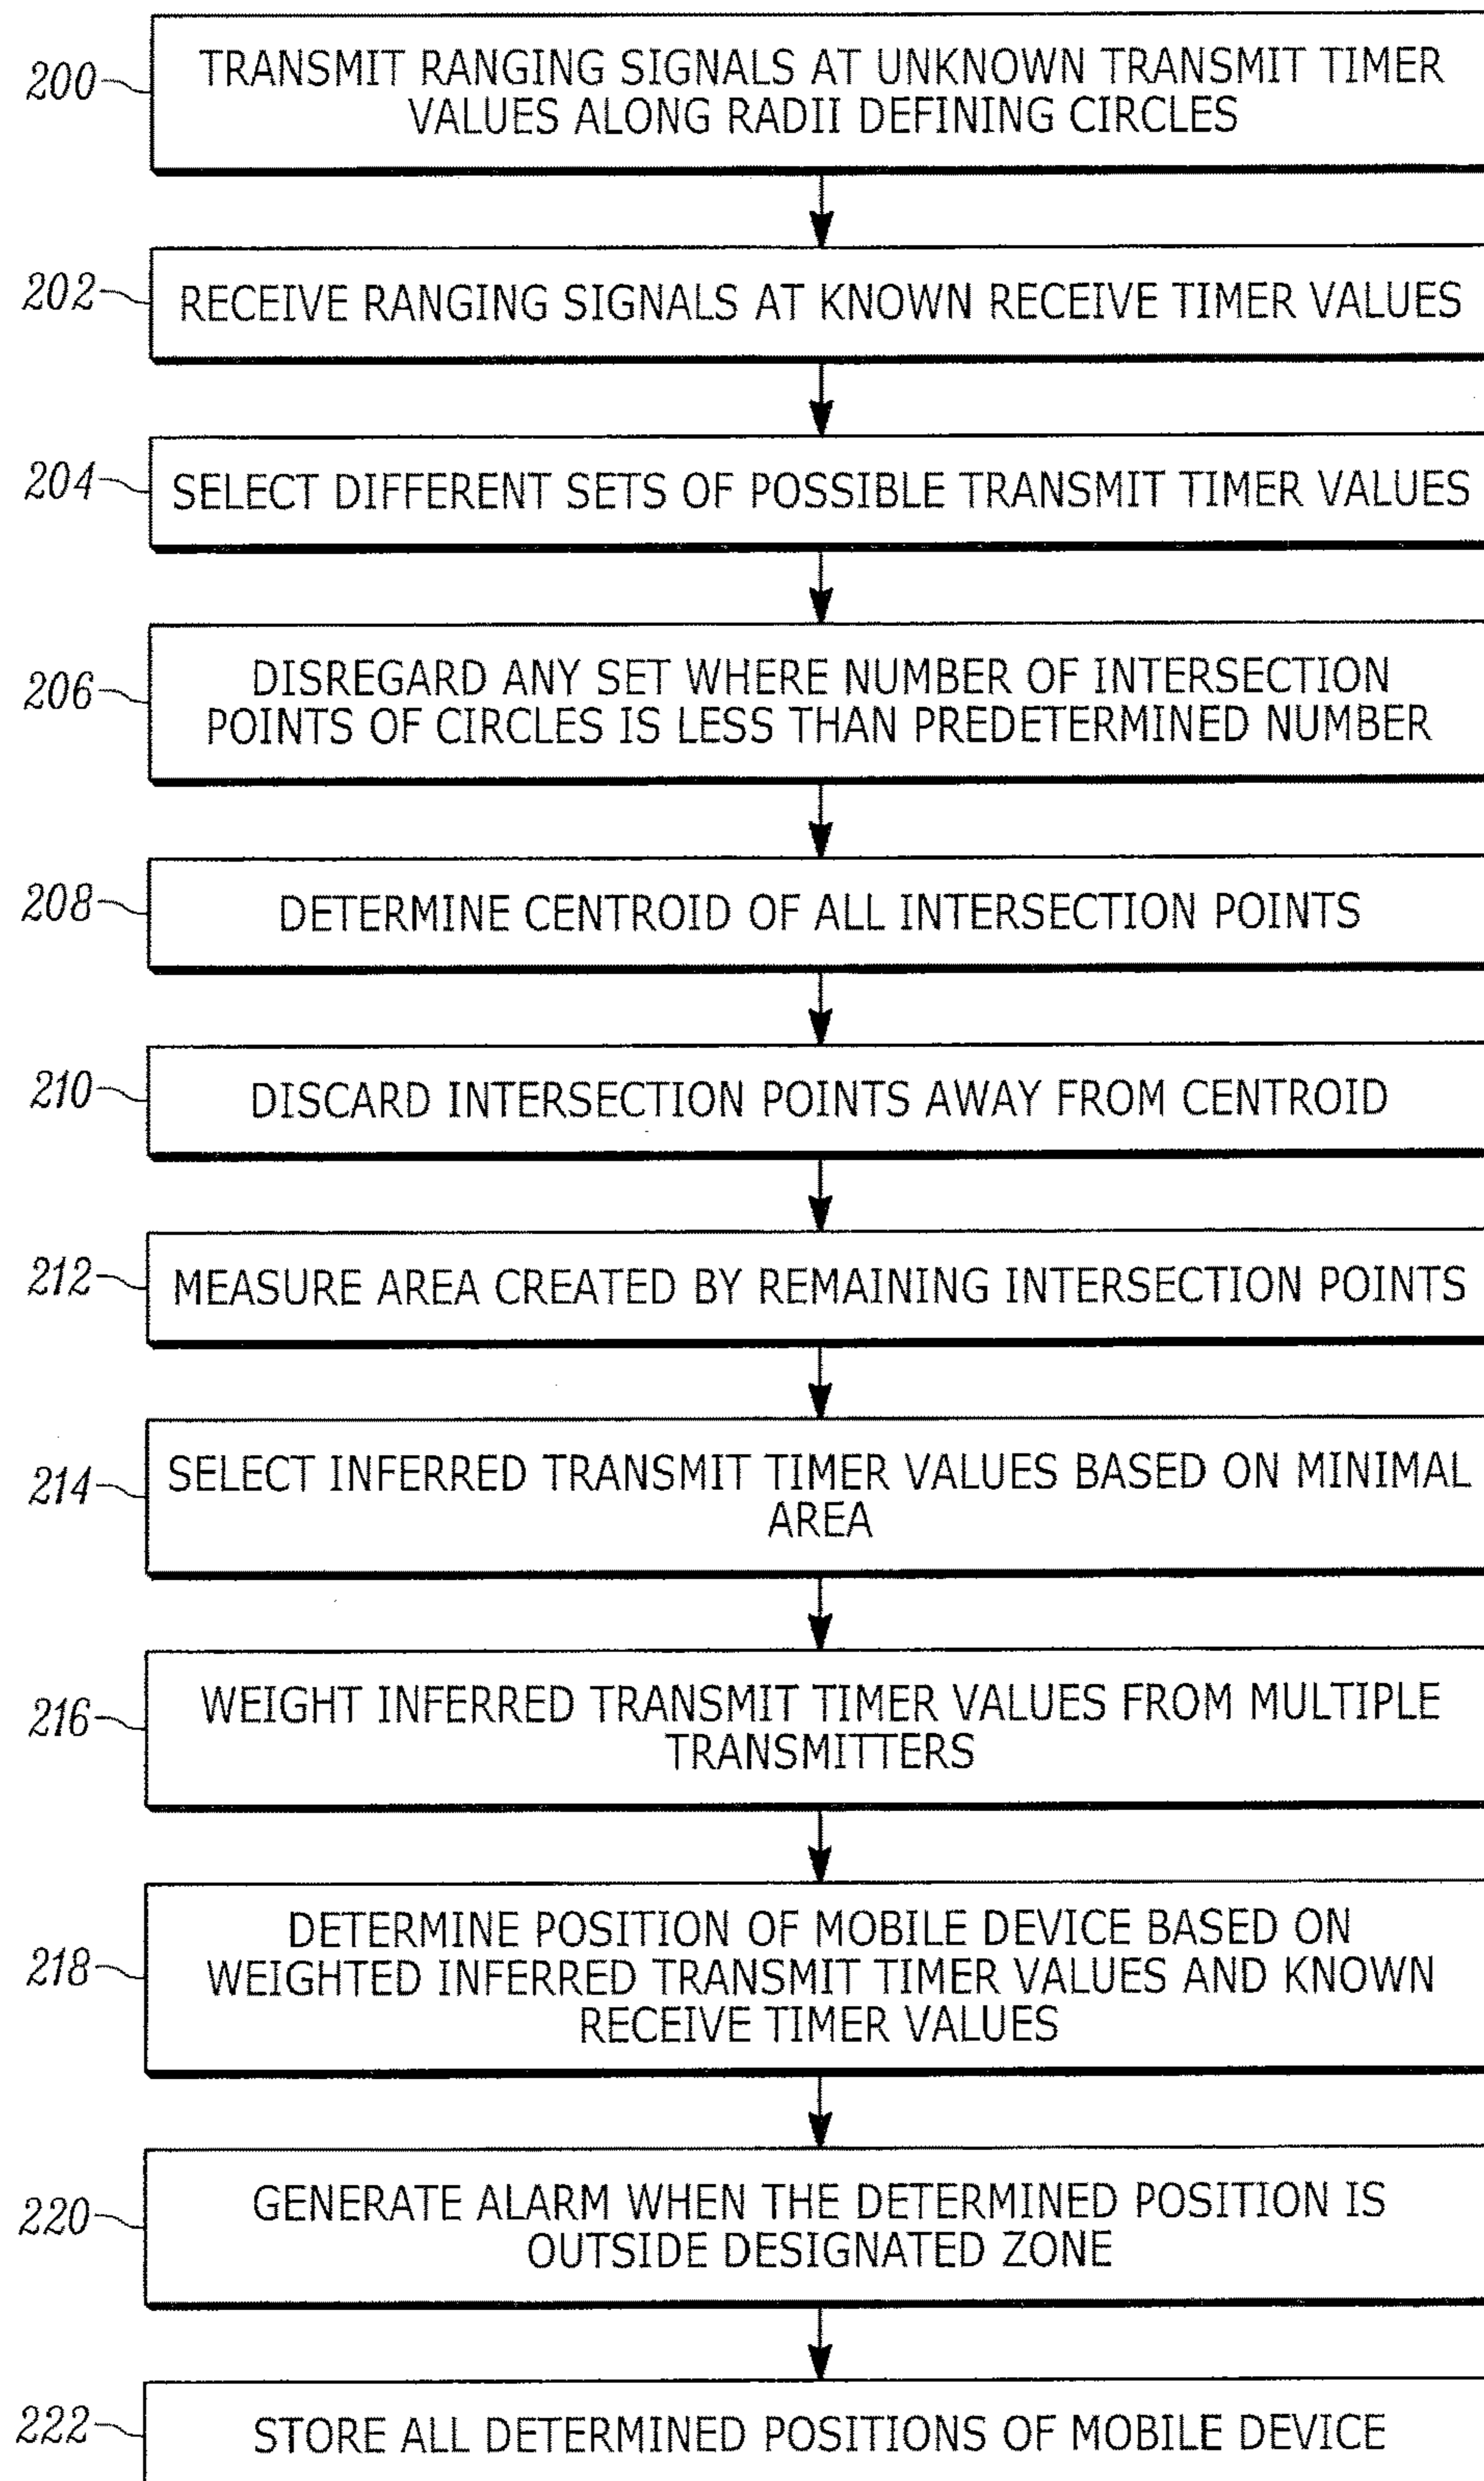 200
TRANSMIT RANGING SIGNALS AT UNKNOWN TRANSMIT TIMER
VALUES ALONG RADII DEFINING CIRCLES
202
RECEIVE RANGING SIGNALS AT KNOWN RECEIVE TIMER VALUES
204
SELECT DIFFERENT SETS OF POSSIBLE TRANSMIT TIMER VALUES
206
DISREGARD ANY SET WHERE NUMBER OF INTERSECTION
POINTS OF CIRCLES IS LESS THAN PREDETERMINED NUMBER
208
DETERMINE CENTROID OF ALL INTERSECTION POINTS
210
DISCARD INTERSECTION POINTS AWAY FROM CENTROID
212
MEASURE AREA CREATED BY REMAINING INTERSECTION POINTS
214
SELECT INFERRED TRANSMIT TIMER VALUES BASED ON MINIMAL
AREA
216
WEIGHT INFERRED TRANSMIT TIMER VALUES FROM MULTIPLE
TRANSMITTERS
218
DETERMINE POSITION OF MOBILE DEVICE BASED ON
WEIGHTED INFERRED TRANSMIT TIMER VALUES AND KNOWN
RECEIVE TIMER VALUES
220
GENERATE ALARM WHEN THE DETERMINED POSITION IS
OUTSIDE DESIGNATED ZONE
222
STORE ALL DETERMINED POSITIONS OF MOBILE DEVICE